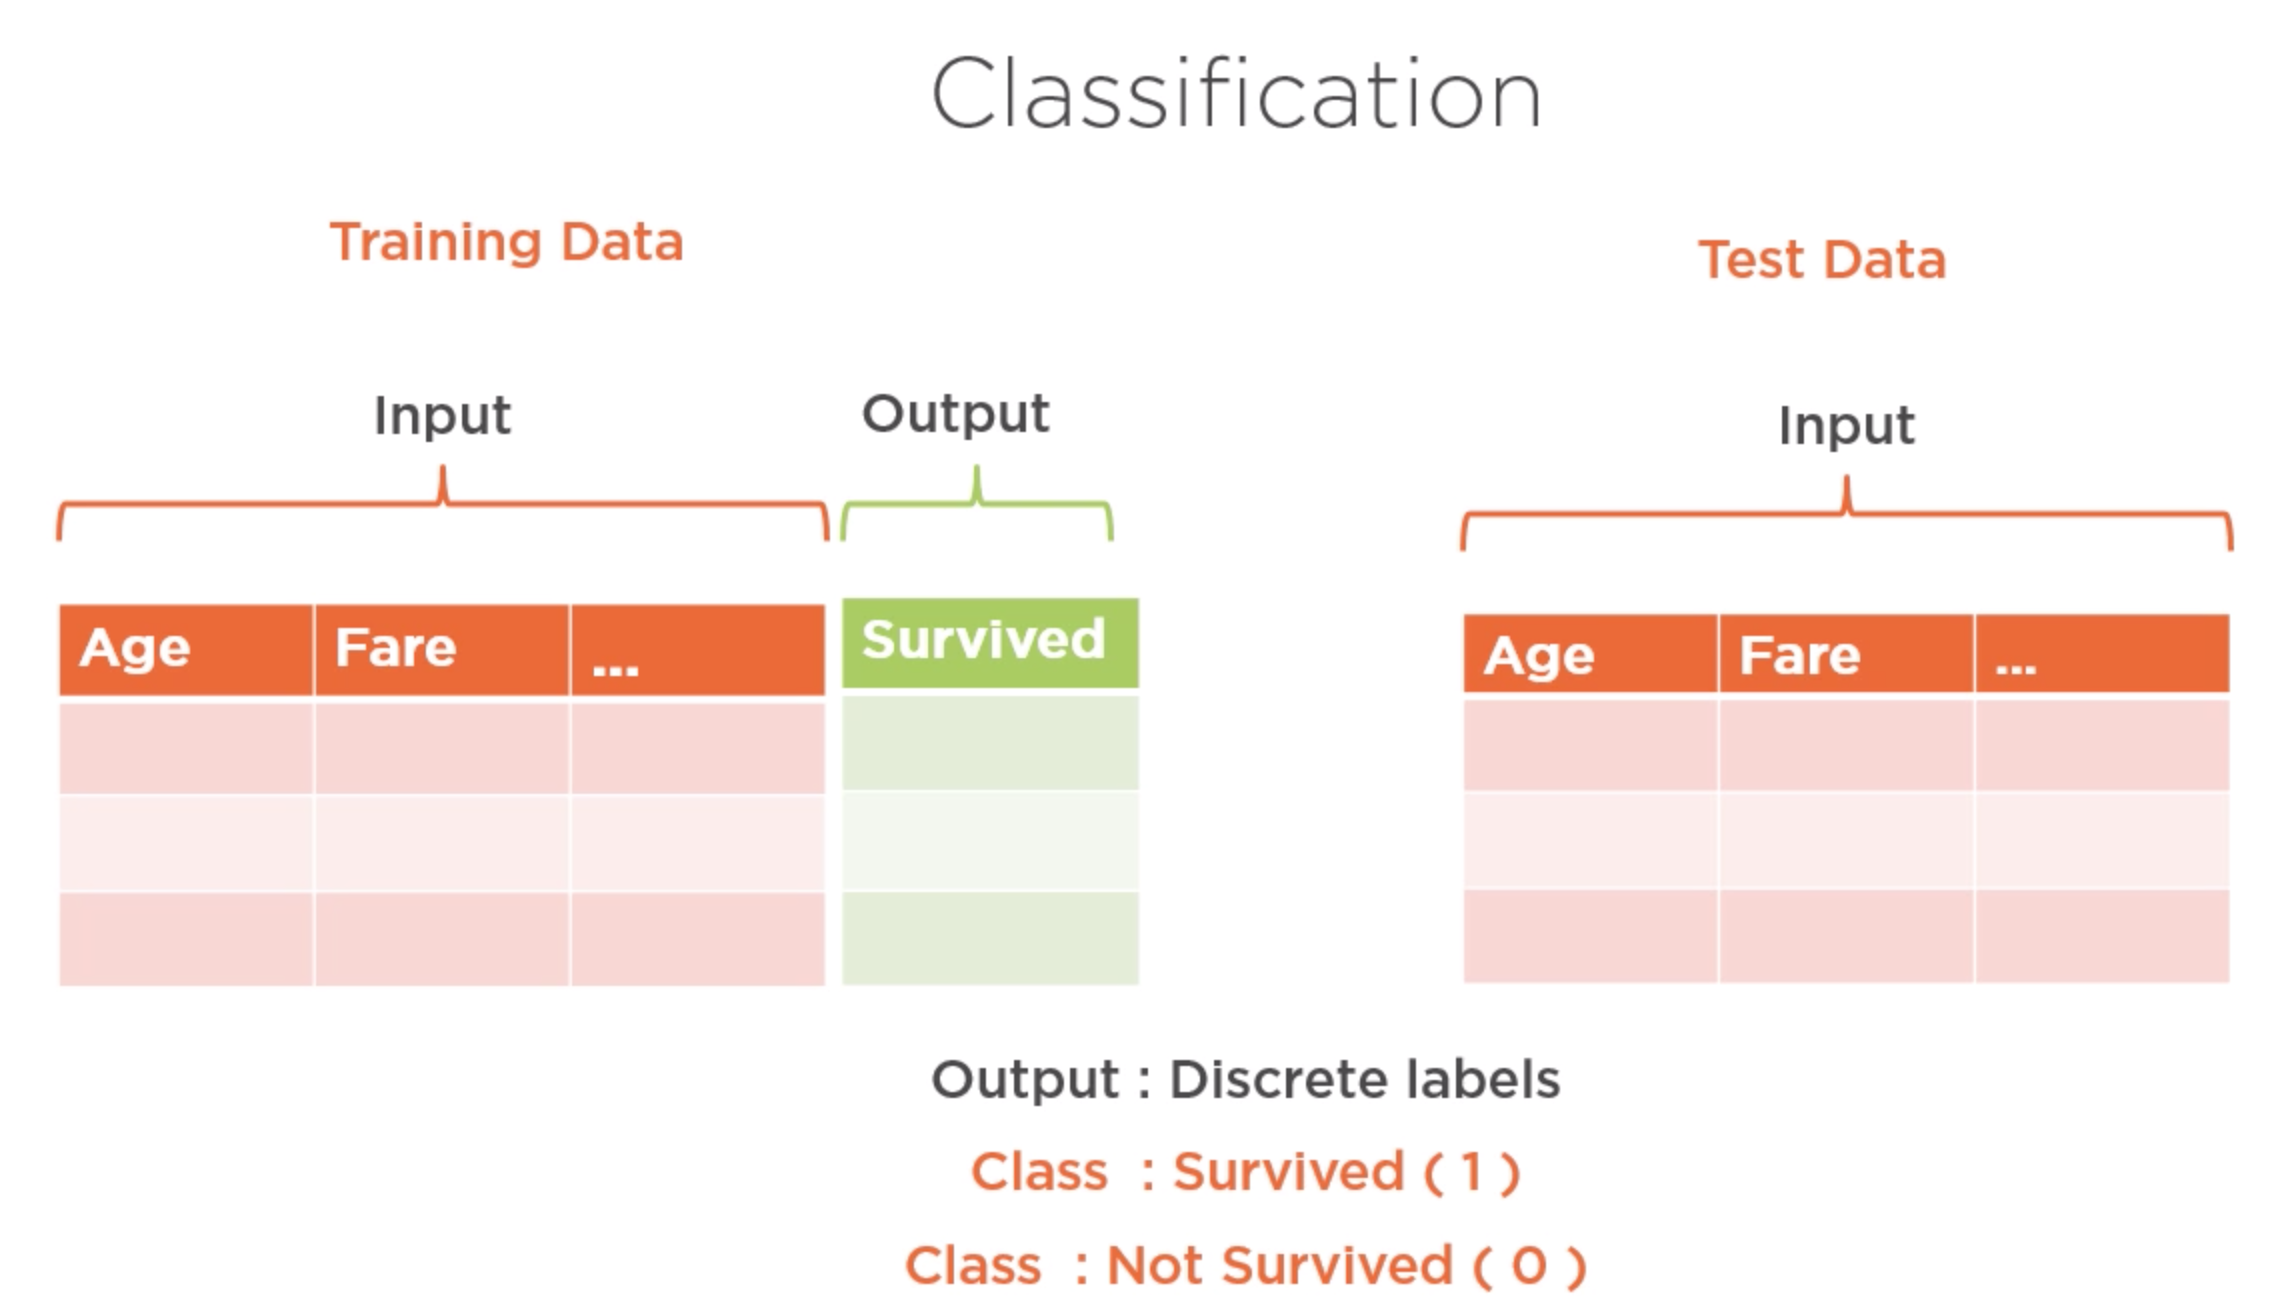 Classification
Training Data
Test Data
Input
Output
Input
Age
Fare
...
Survived
Age
Fare
...
Output : Discrete labels
Class : Survived ( 1 )
Class : Not Survived ( 0 )